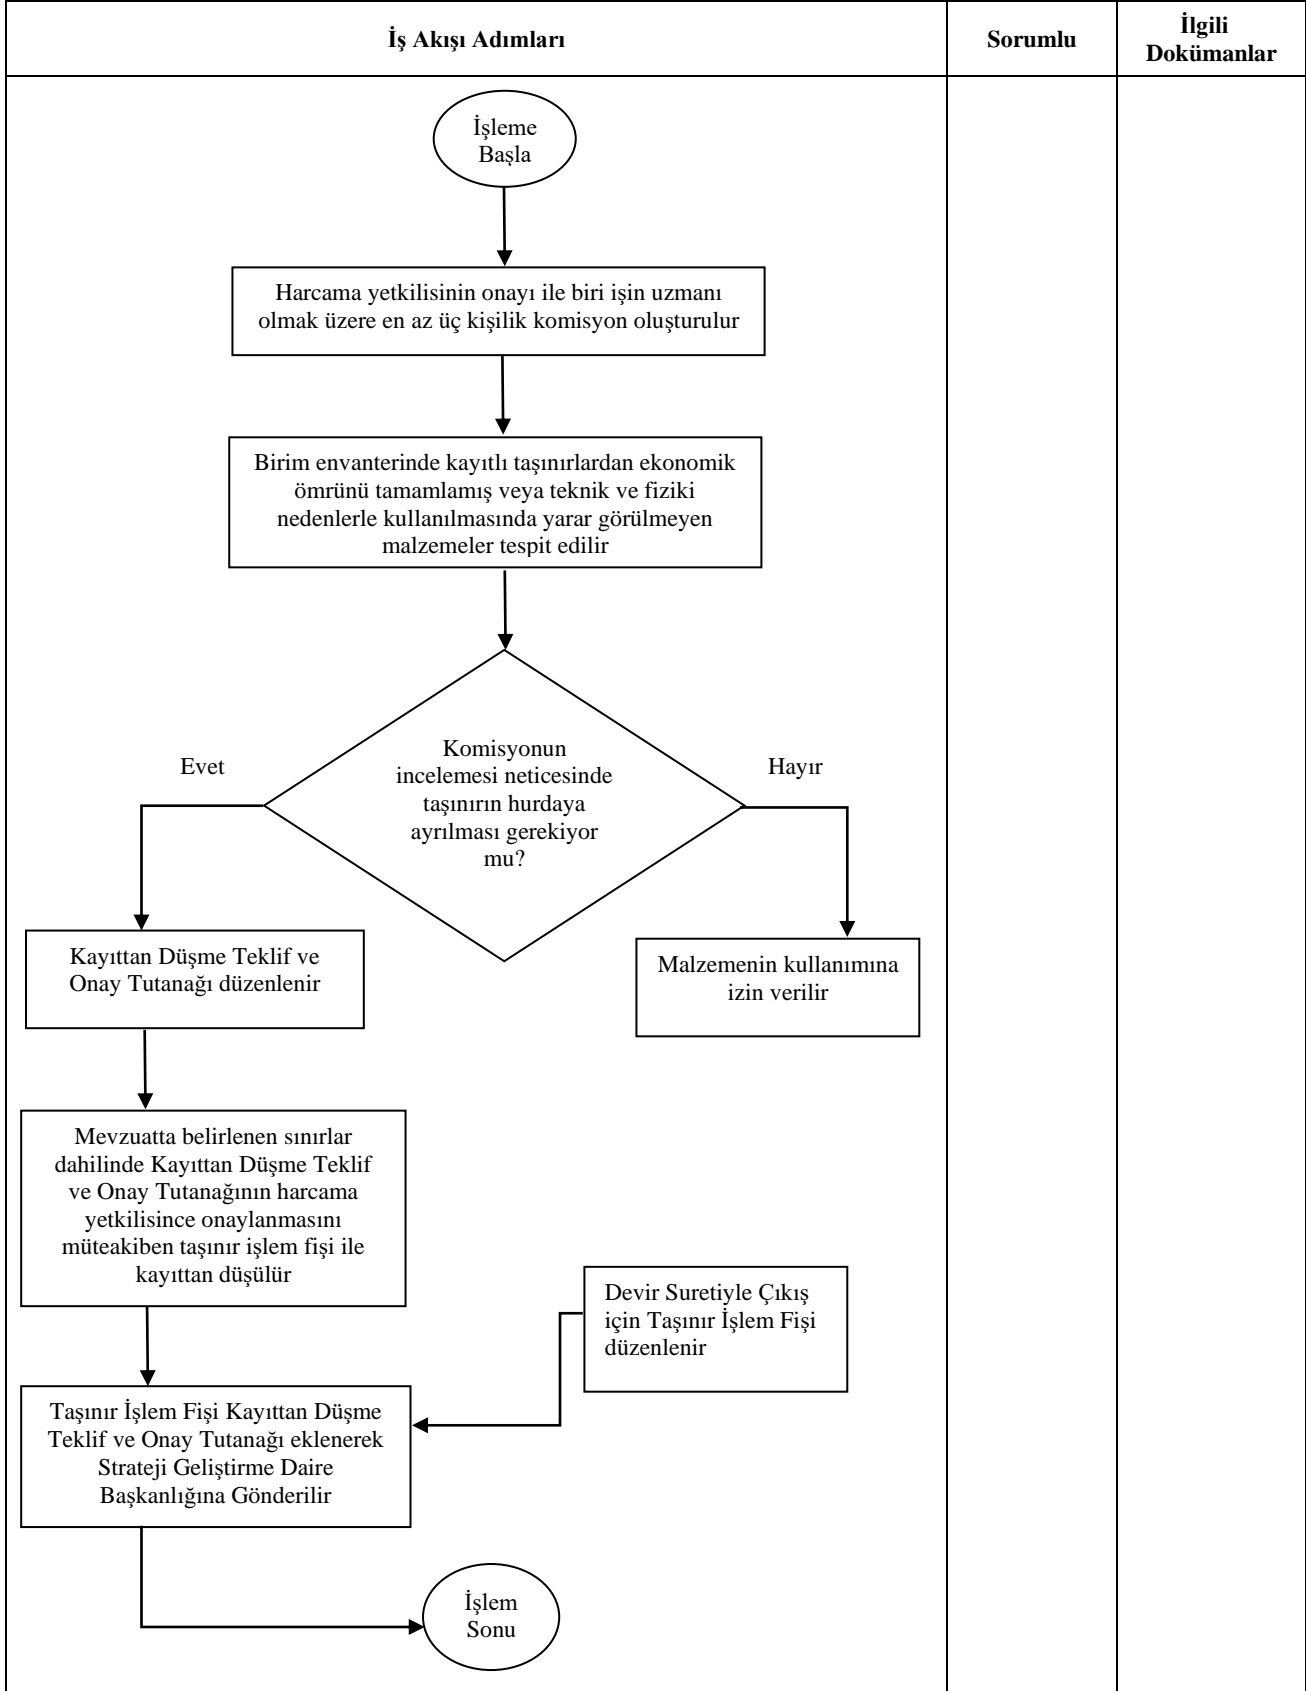 İş Akışı Adımları
Sorumlu
İlgili
Dokümanlar
İşleme
Başla
Harcama yetkilisinin onayı ile biri işin uzmanı
olmak üzere en az üç kişilik komisyon oluşturulur
Birim envanterinde kayıtlı taşınırlardan ekonomik
ömrünü tamamlamış veya teknik ve fiziki
nedenlerle kullanılmasında yarar görülmeyen
malzemeler tespit edilir
Evet
Komisyonun
incelemesi neticesinde
taşınırın hurdaya
ayrılması gerekiyor
mu?
Hayır
Kayıttan Düşme Teklif ve
Onay Tutanağı düzenlenir
Malzemenin kullanımına
izin verilir
Mevzuatta belirlenen sınırlar
dahilinde Kayıttan Düşme Teklif
ve Onay Tutanağının harcama
yetkilisince onaylanmasını
müteakiben taşınır işlem fişi ile
kayıttan düşülür
Devir Suretiyle Çıkış
için Taşınır İşlem Fişi
düzenlenir
Taşınır İşlem Fişi Kayıttan Düşme
Teklif ve Onay Tutanağı eklenerek
Strateji Geliştirme Daire
Başkanlığına Gönderilir
İşlem
Sonu